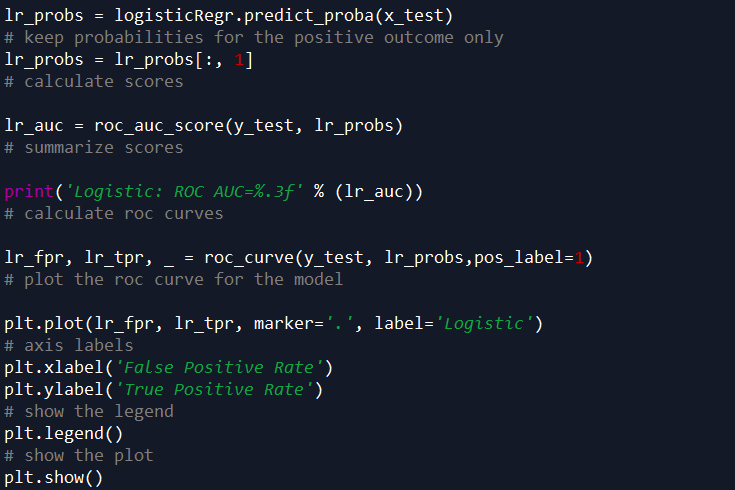 lr_probs = logisticRegr.predict_proba(x_test)
# keep probabilities for the positive outcome only
lr_probs = lr_probs[:, 1]
# calculate scores
lr_auc = roc_auc_score(y_test, lr_probs)
# summarize scores
print('Logistic: ROC AUC=%.3f' % (lr_auc))
# calculate roc curves
lr_fpr, lr_tpr, _ = roc_curve(y_test, lr_probs,pos_label=1)
# plot the roc curve for the model
plt.plot(lr_fpr, lr_tpr, marker='.', label='Logistic')
# axis labels
plt.xlabel('False Positive Rate')
plt.ylabel('True Positive Rate')
# show the legend
plt.legend()
# show the plot
plt.show()